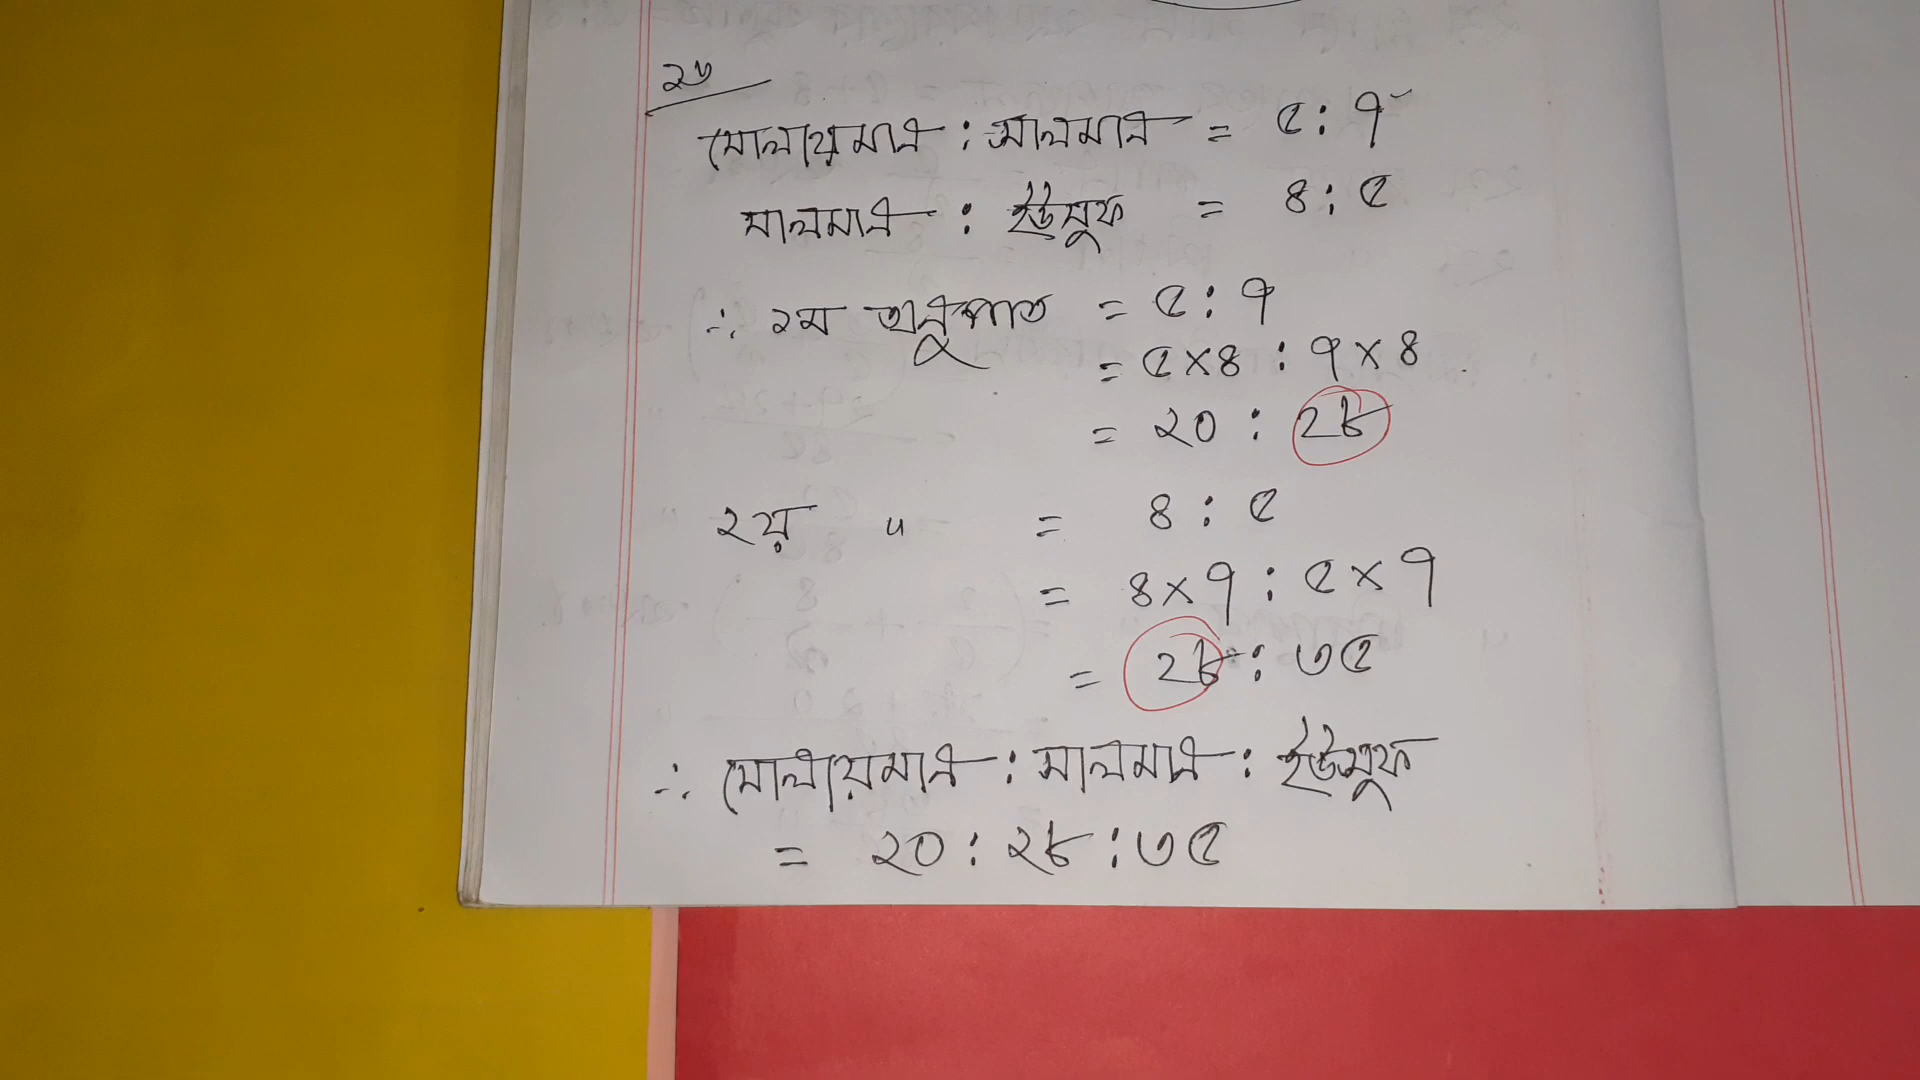 ২৬
সোলায়মান : সালমান = ৫ : ৭
সালমান : ইউসুফ = ৪ : ৫
∴ ১ম অনুপাত = ৫ : ৭
= ৫×৪ : ৭×৪
= ২০ : ২৮
২য় " = ৪ : ৫
= ৪×৭ : ৫×৭
= ২৮ : ৩৫
∴ সোলায়মান : সালমান : ইউসুফ
= ২০ : ২৮ : ৩৫